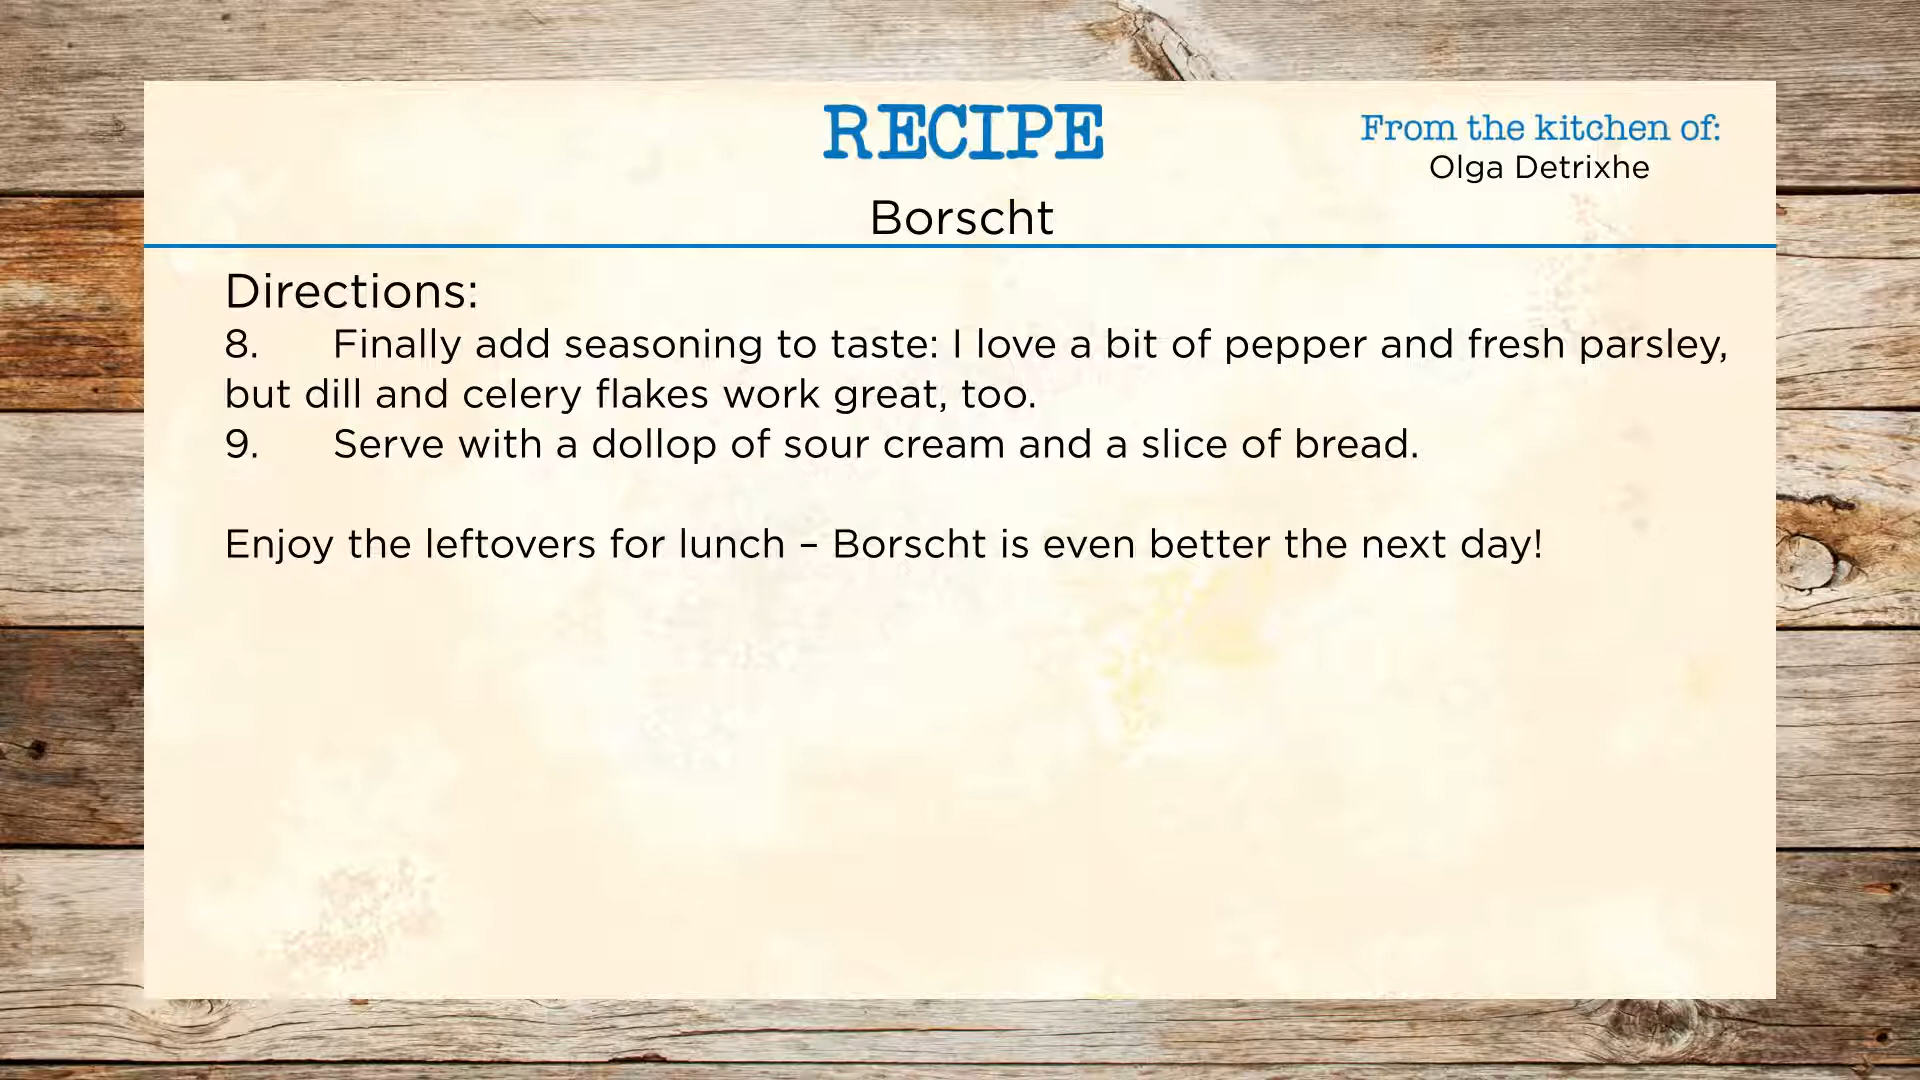 RECIPE
From the kitchen of:
Olga Detrixhe
Borscht
Directions:
8. Finally add seasoning to taste: I love a bit of pepper and fresh parsley,
but dill and celery flakes work great, too.
9. Serve with a dollop of sour cream and a slice of bread.
Enjoy the leftovers for lunch – Borscht is even better the next day!